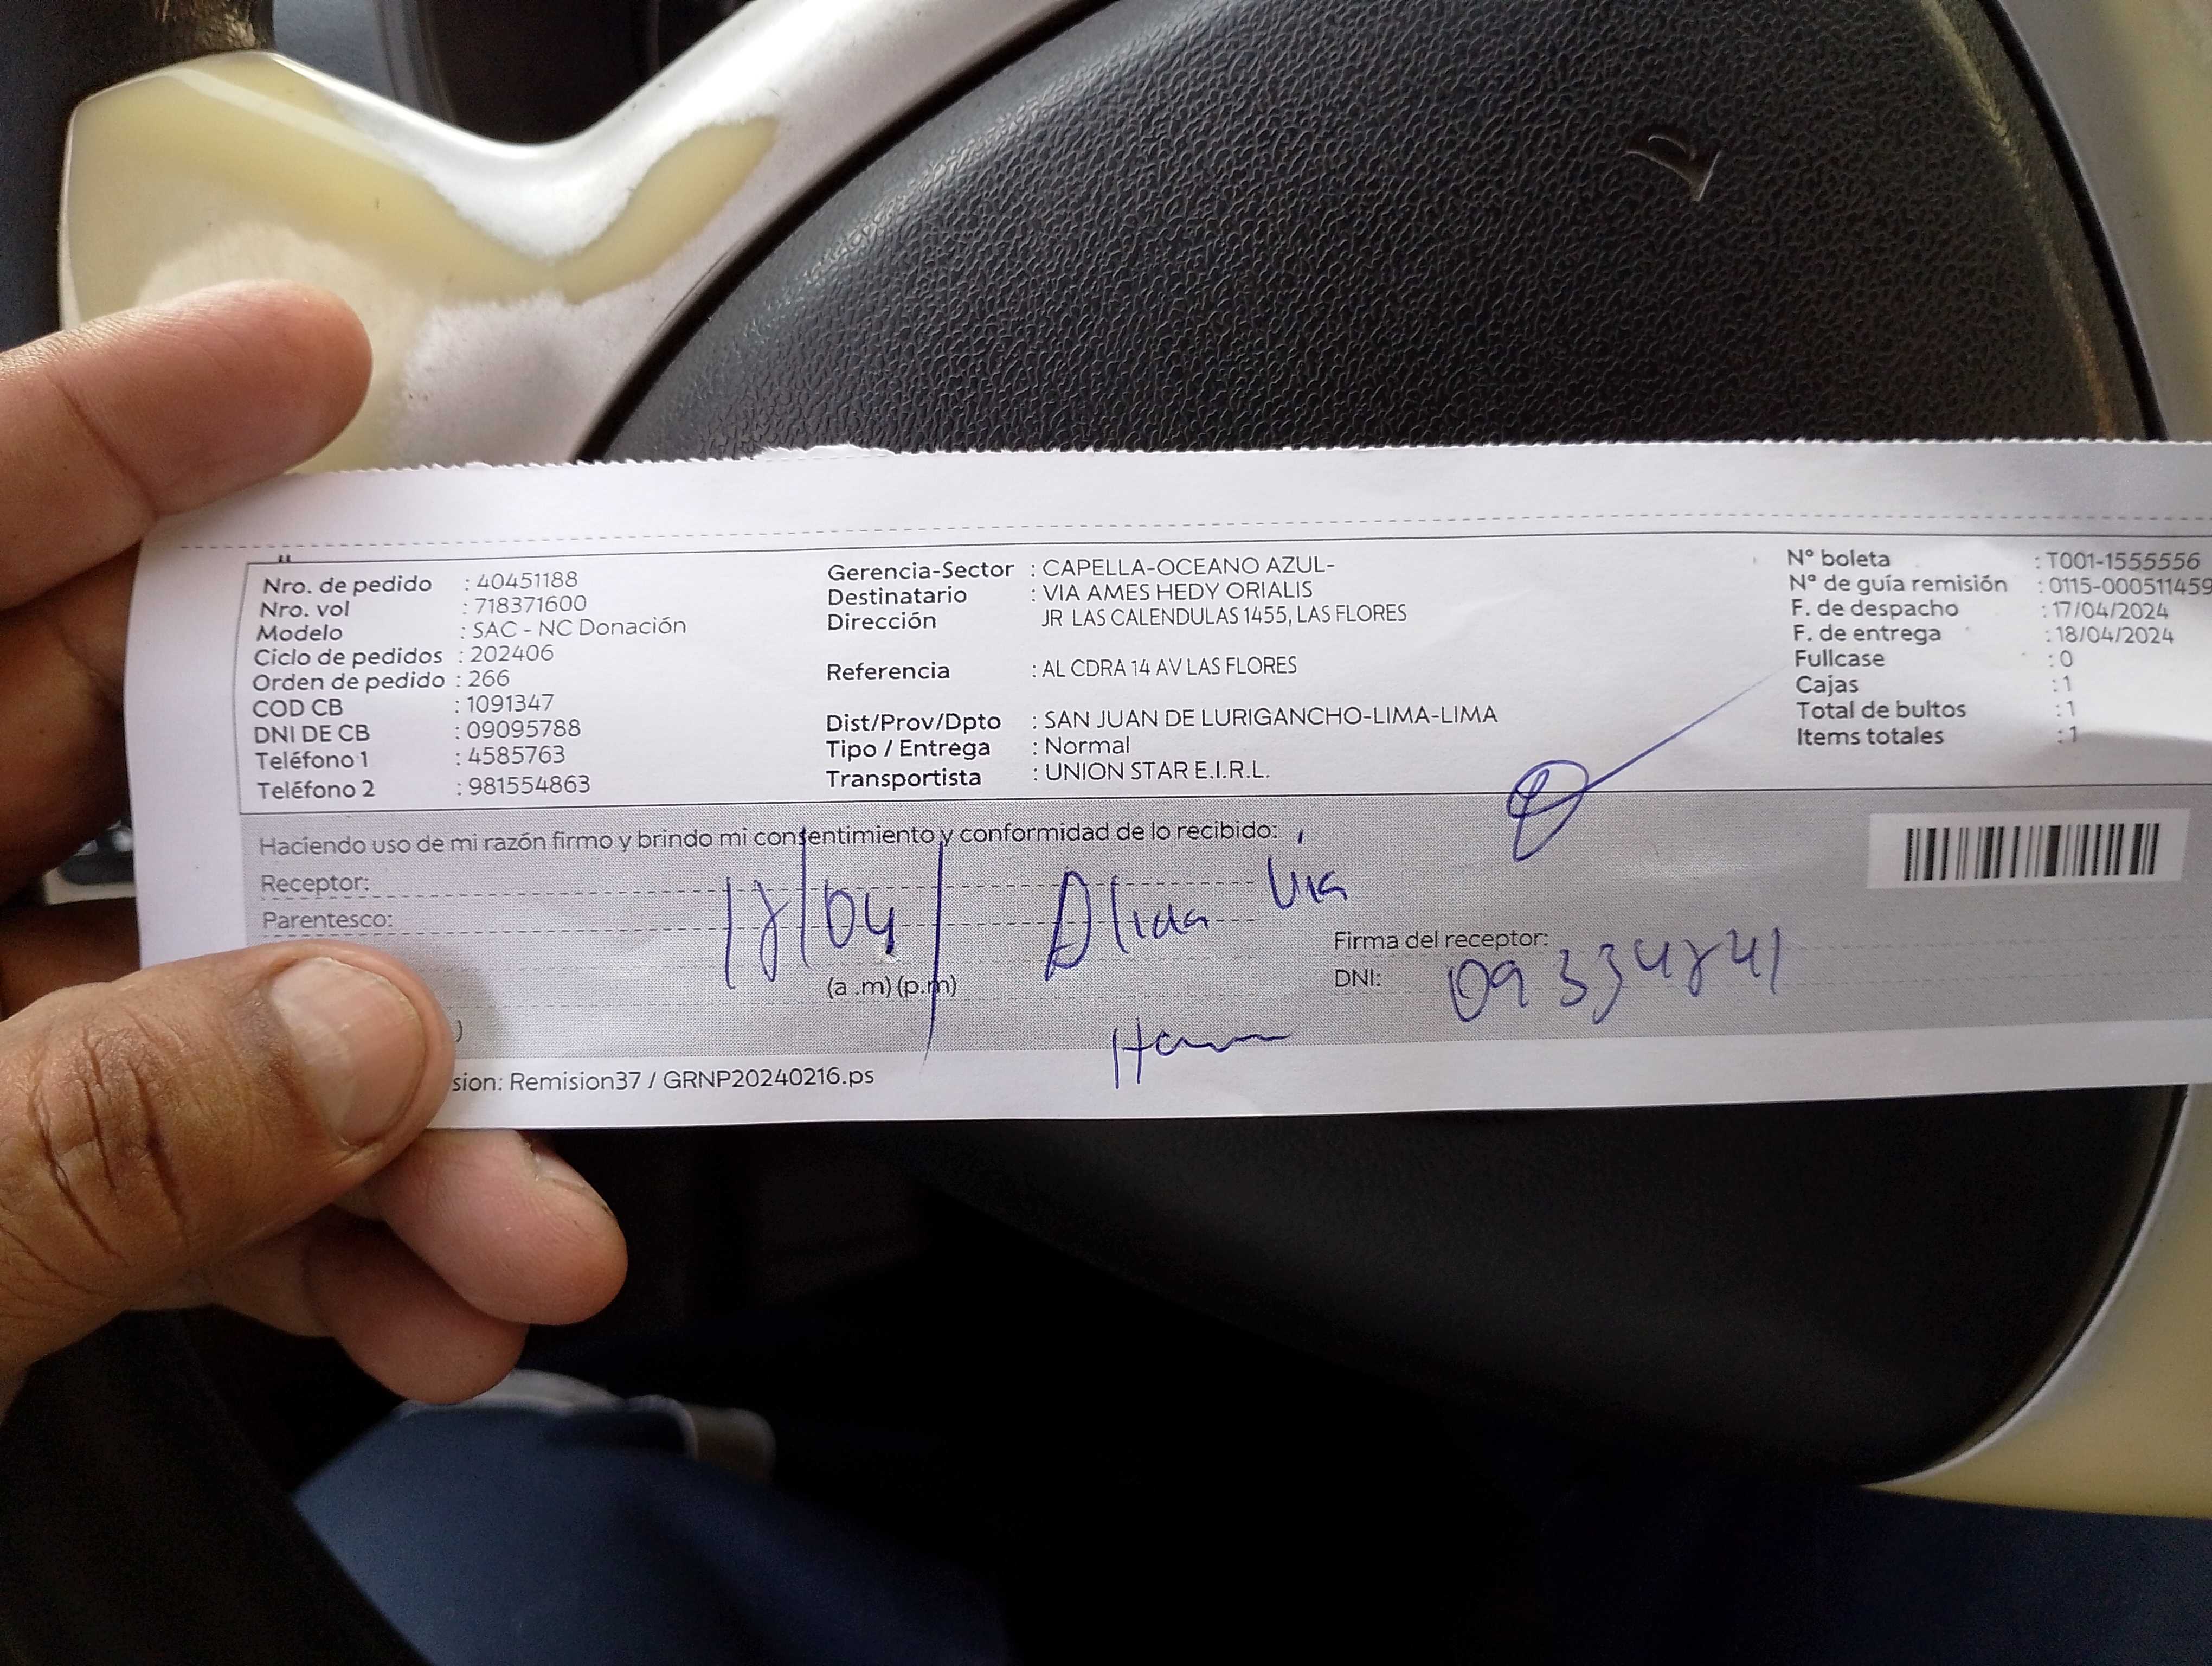 Nro. de pedido : 40451188
Nro. vol : 718371600
Modelo : SAC - NC Donación
Ciclo de pedidos : 202406
Orden de pedido : 266
COD CB : 1091347
DNI DE CB : 09095788
Teléfono 1 : 4585763
Teléfono 2 : 981554863
Gerencia-Sector : CAPELLA-OCEANO AZUL-
Destinatario : VIA AMES HEDY ORIALIS
Dirección JR LAS CALENDULAS 1455, LAS FLORES
Referencia : AL CDRA 14 AV LAS FLORES
Dist/Prov/Dpto : SAN JUAN DE LURIGANCHO-LIMA-LIMA
Tipo / Entrega : Normal
Transportista : UNION STAR E.I.R.L.
N° boleta : T001-1555556
N° de guía remisión : 0115-000511459
F. de despacho : 17/04/2024
F. de entrega : 18/04/2024
Fullcase : 0
Cajas : 1
Total de bultos : 1
Items totales : 1
Haciendo uso de mi razón firmo y brindo mi consentimiento y conformidad de lo recibido:
Receptor:
Parentesco:
18/04/ Alida Via
(a .m) (p.m)
Firma del receptor:
DNI: 09334841
)
sion: Remision37 / GRNP20240216.ps